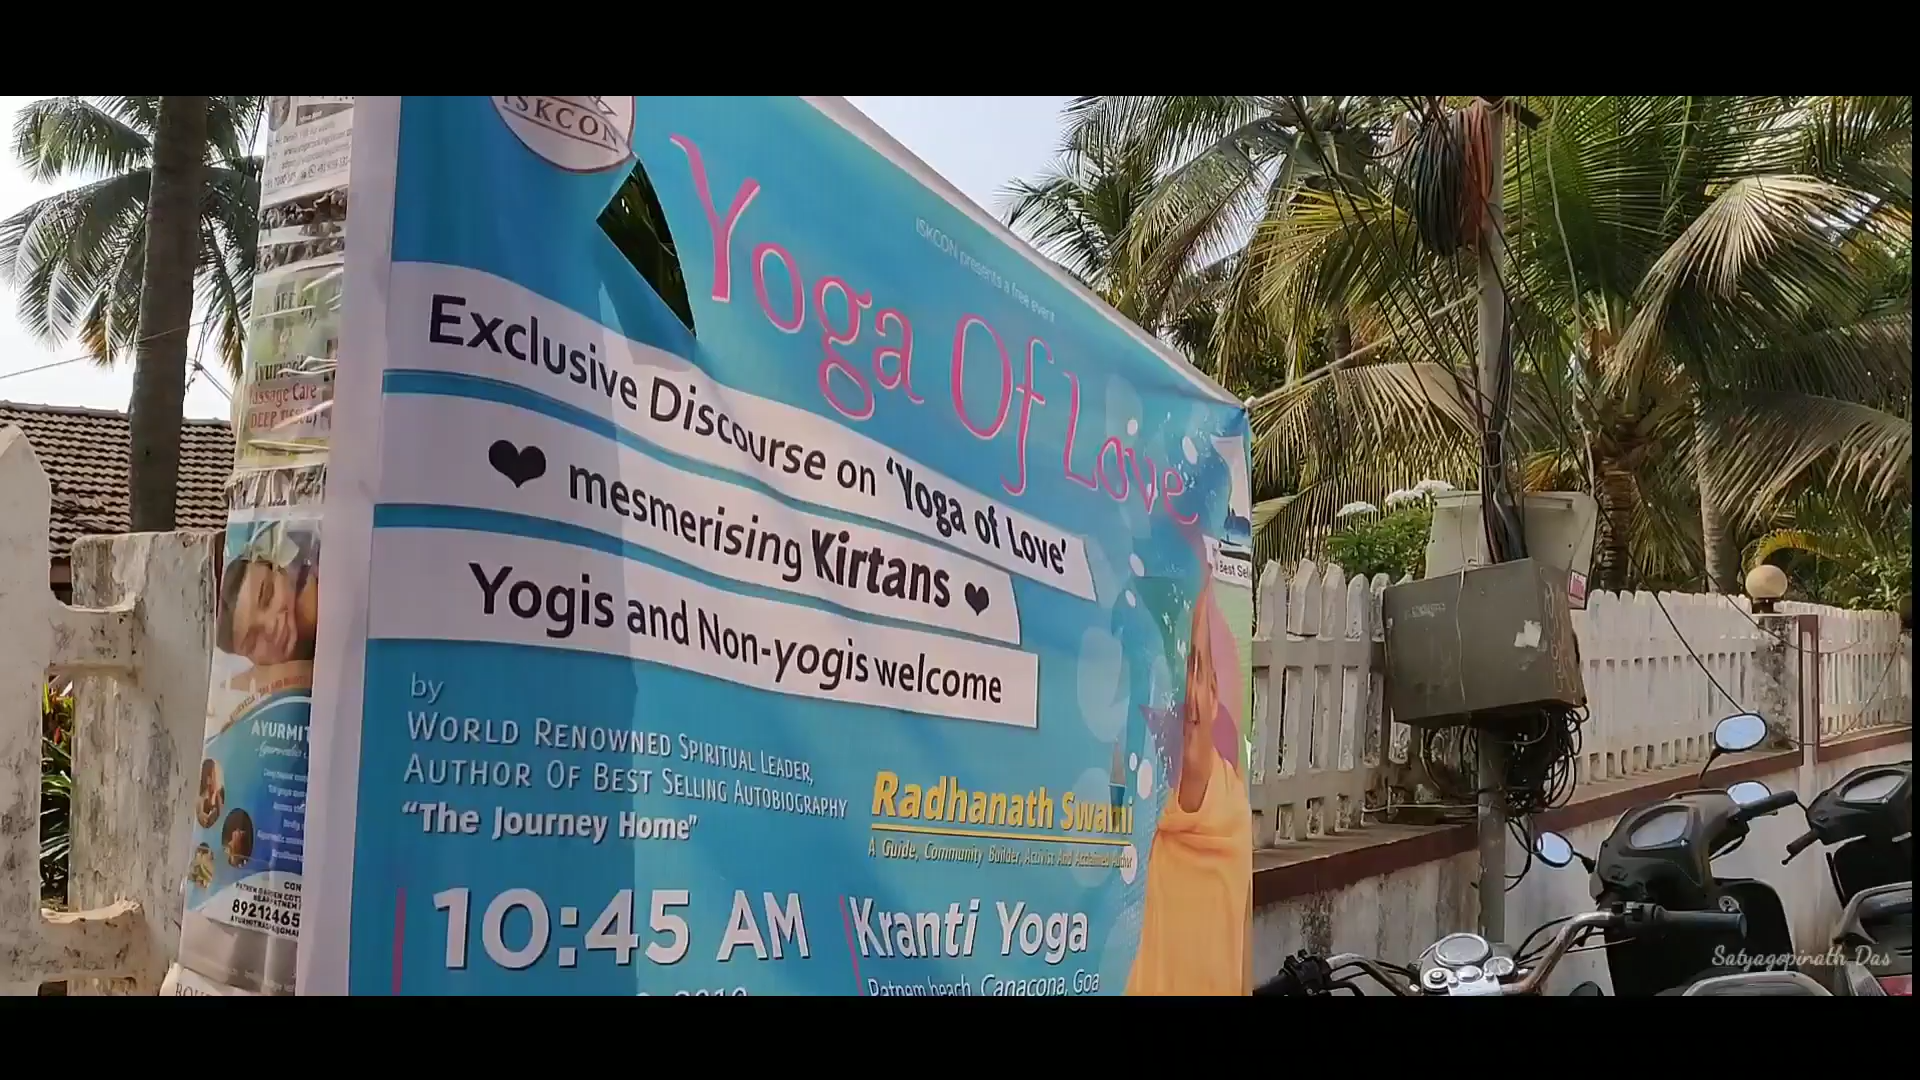 ISKCON
ISKCON presents a free event
Yoga Of Love
Exclusive Discourse on ‘Yoga of Love’
❤ mesmerising Kirtans ❤
Yogis and Non-yogis welcome
by
WORLD RENOWNED SPIRITUAL LEADER,
AUTHOR OF BEST SELLING AUTOBIOGRAPHY
“The Journey Home”
Radhanath Swami
A Guide, Community Builder, Activist And Acclaimed Author
10:45 AM
Kranti Yoga
Patnem beach, Canacona, Goa
Best Sel
Massage Care
AYURMIT
89212465
Satyagopinath Das